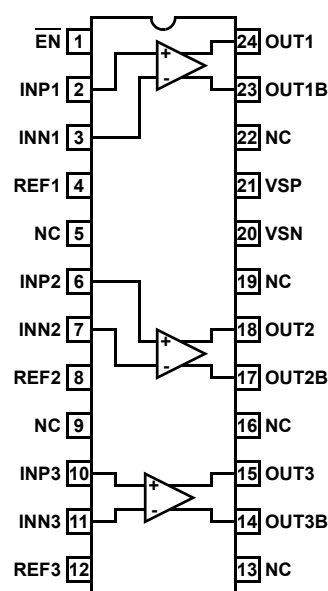 EN 1 24 OUT1
INP1 2 + - 23 OUT1B
INN1 3 22 NC
REF1 4 21 VSP
NC 5 20 VSN
INP2 6 19 NC
INN2 7 + 18 OUT2
REF2 8 - 17 OUT2B
NC 9 16 NC
INP3 10 + 15 OUT3
INN3 11 - 14 OUT3B
REF3 12 13 NC